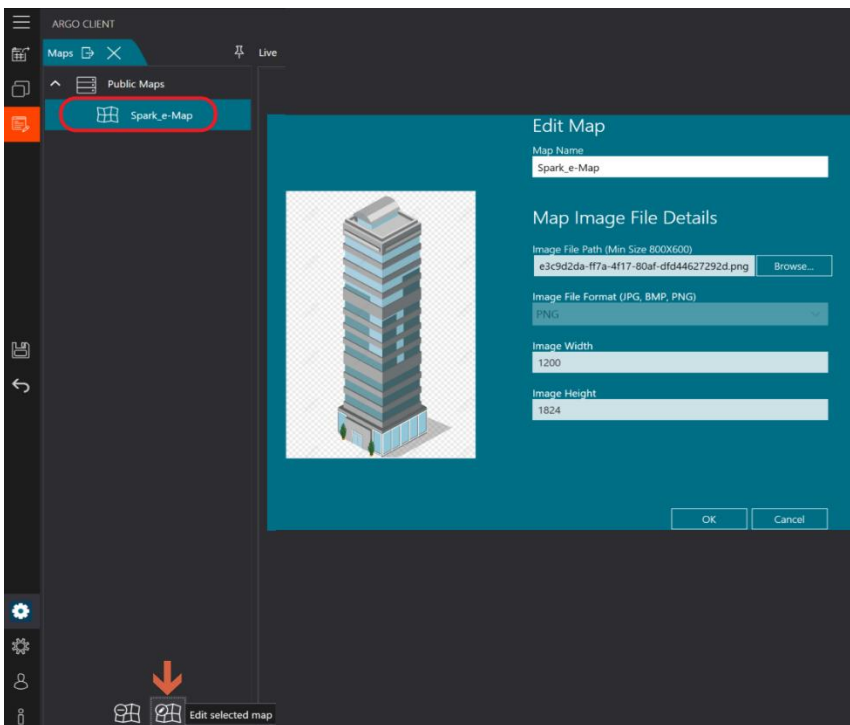 ARGO CLIENT
Maps
Live
Public Maps
Spark_e-Map
Edit Map
Map Name
Spark_e-Map
Map Image File Details
Image File Path (Min Size 800X600)
e3c9d2da-ff7a-4f17-80af-dfd44627292d.png
Browse...
Image File Format (JPG, BMP, PNG)
PNG
Image Width
1200
Image Height
1824
OK
Cancel
Edit selected map